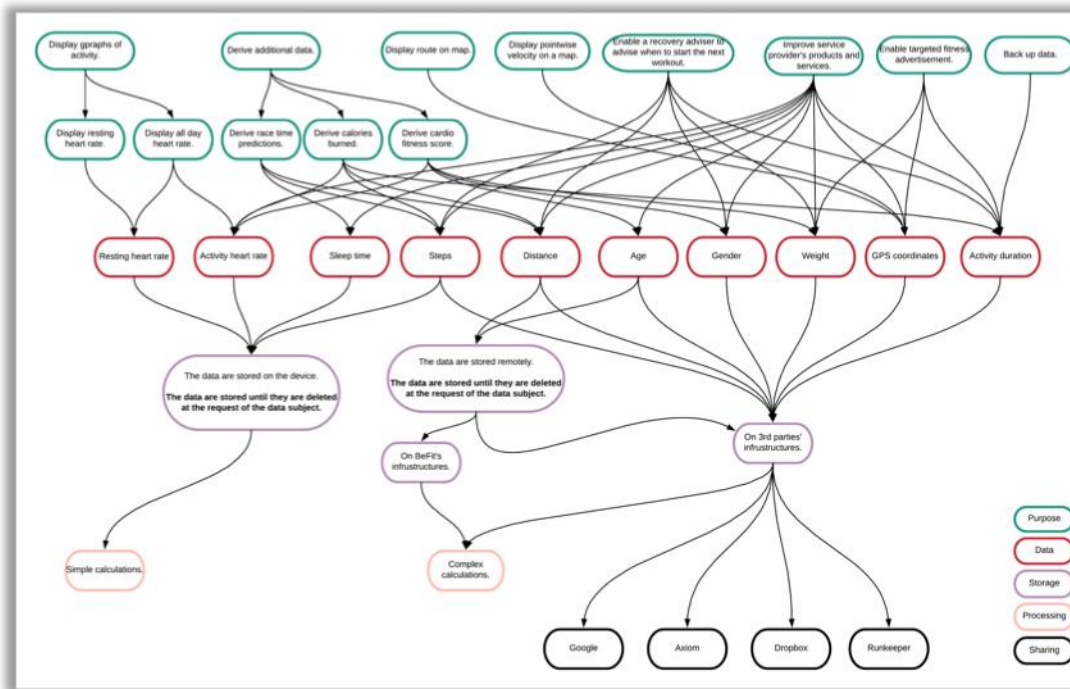 Display gpraphs of
activity.
Derive additional data.
Display route on map.
Display pointwise
velocity on a map.
Enable a recovery adviser to
advise when to start the next
workout.
Improve service
provider's products and
services.
Enable targeted fitness
advertisement.
Back up data.
Display resting
heart rate.
Display all day
heart rate.
Derive race time
predictions.
Derive calories
burned.
Derive cardio
fitness score.
Resting heart rate
Activity heart rate
Sleep time
Steps
Distance
Age
Gender
Weight
GPS coordinates
Activity duration
The data are stored on the device.
The data are stored until they are deleted
at the request of the data subject.
The data are stored remotely.
The data are stored until they are deleted
at the request of the data subject.
On BeFit's
infrustructures.
On 3rd parties'
infrustructures.
Simple calculations.
Complex
calculations.
Google
Axiom
Dropbox
Runkeeper
Purpose
Data
Storage
Processing
Sharing